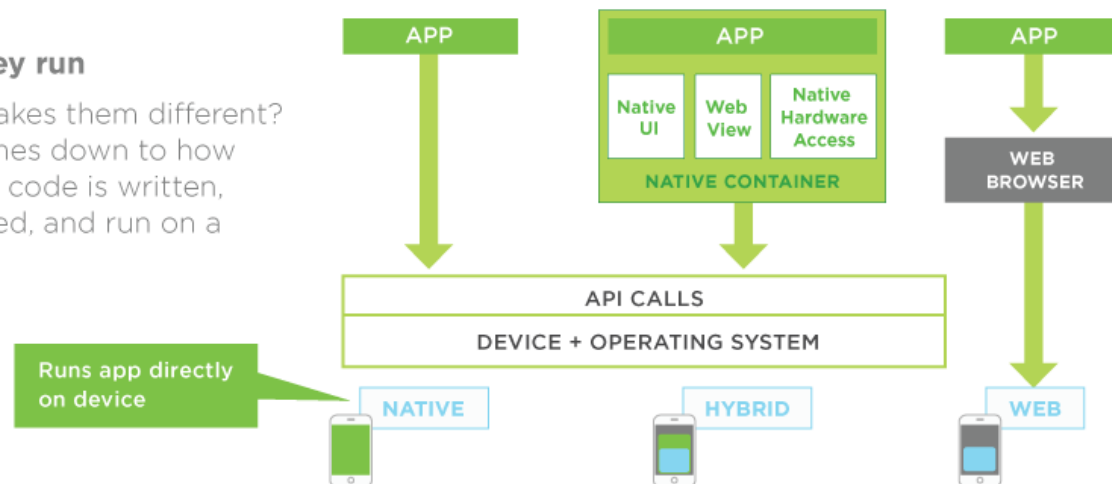 ey run
akes them different?
nes down to how
code is written,
ed, and run on a
APP
APP
Native
UI
Web
View
Native
Hardware
Access
NATIVE CONTAINER
APP
WEB
BROWSER
API CALLS
DEVICE + OPERATING SYSTEM
Runs app directly
on device
NATIVE
HYBRID
WEB